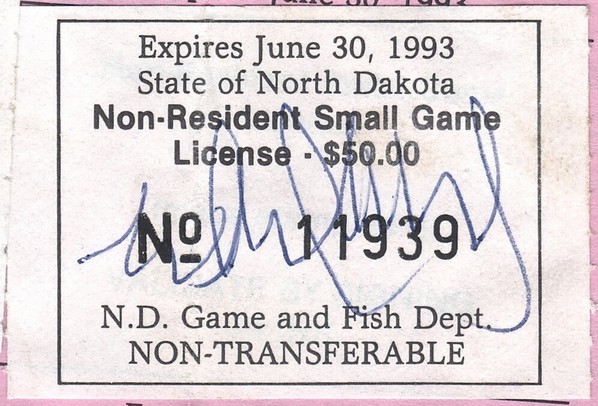 Expires June 30, 1993
State of North Dakota
Non-Resident Small Game
License - $50.00
No 11939
N.D. Game and Fish Dept.
NON-TRANSFERABLE